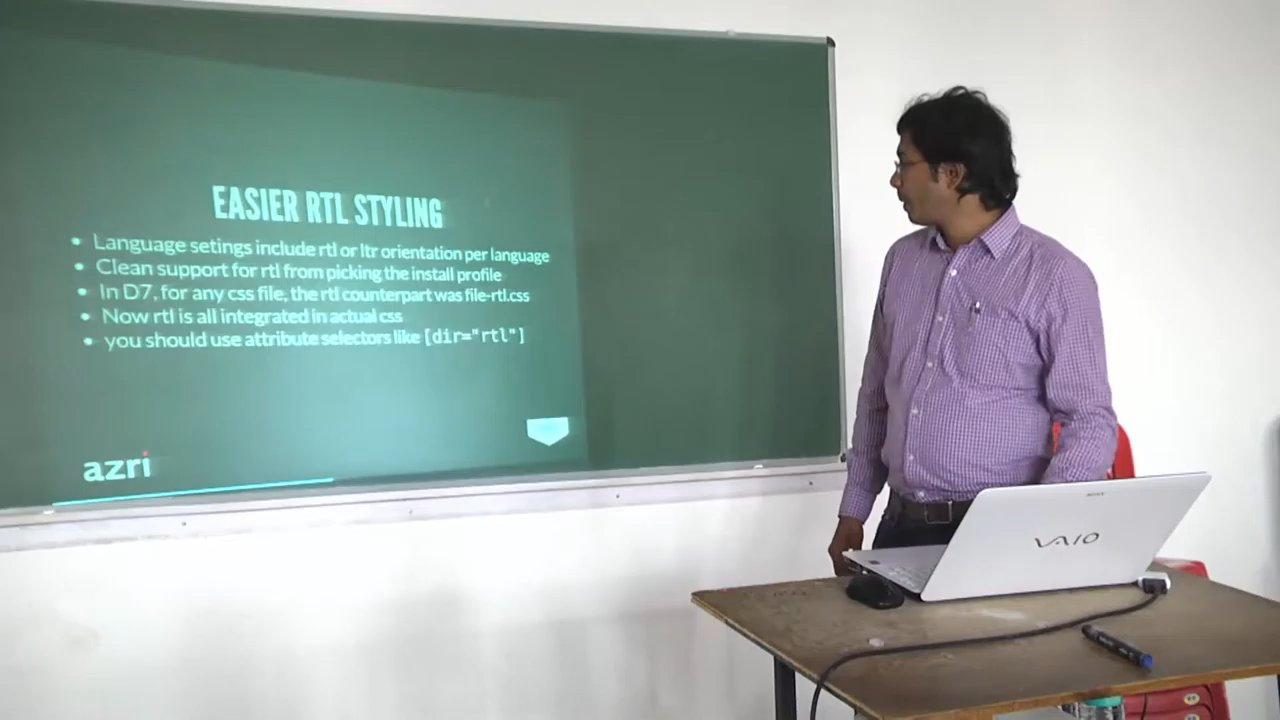 EASIER RTL STYLING
Language setings include rtl or ltr orientation per language
Clean support for rtl from picking the install profile
In D7, for any css file, the rtl counterpart was file-rtl.css
Now rtl is all integrated in actual css
you should use attribute selectors like [dir="rtl"]
azri
VAIO